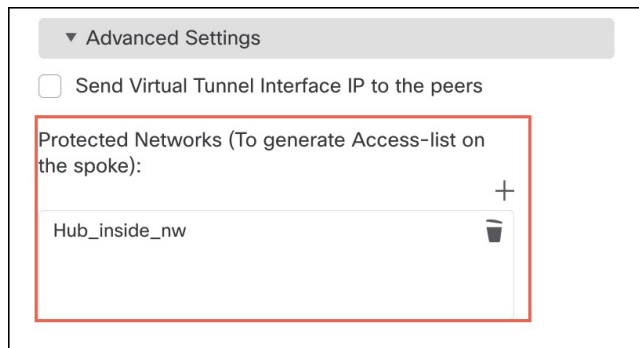 Advanced Settings
Send Virtual Tunnel Interface IP to the peers
Protected Networks (To generate Access-list on
the spoke):
Hub_inside_nw